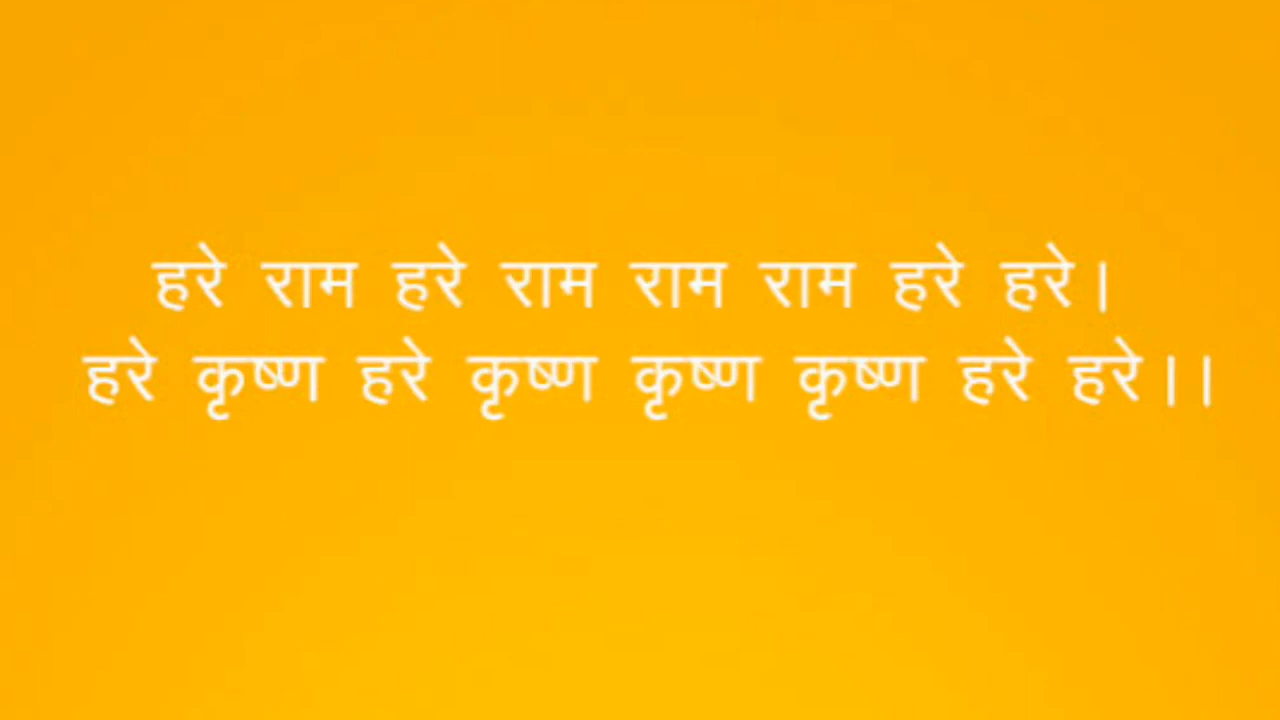 हरे राम हरे राम राम राम हरे हरे।
हरे कृष्ण हरे कृष्ण कृष्ण कृष्ण हरे हरे।।